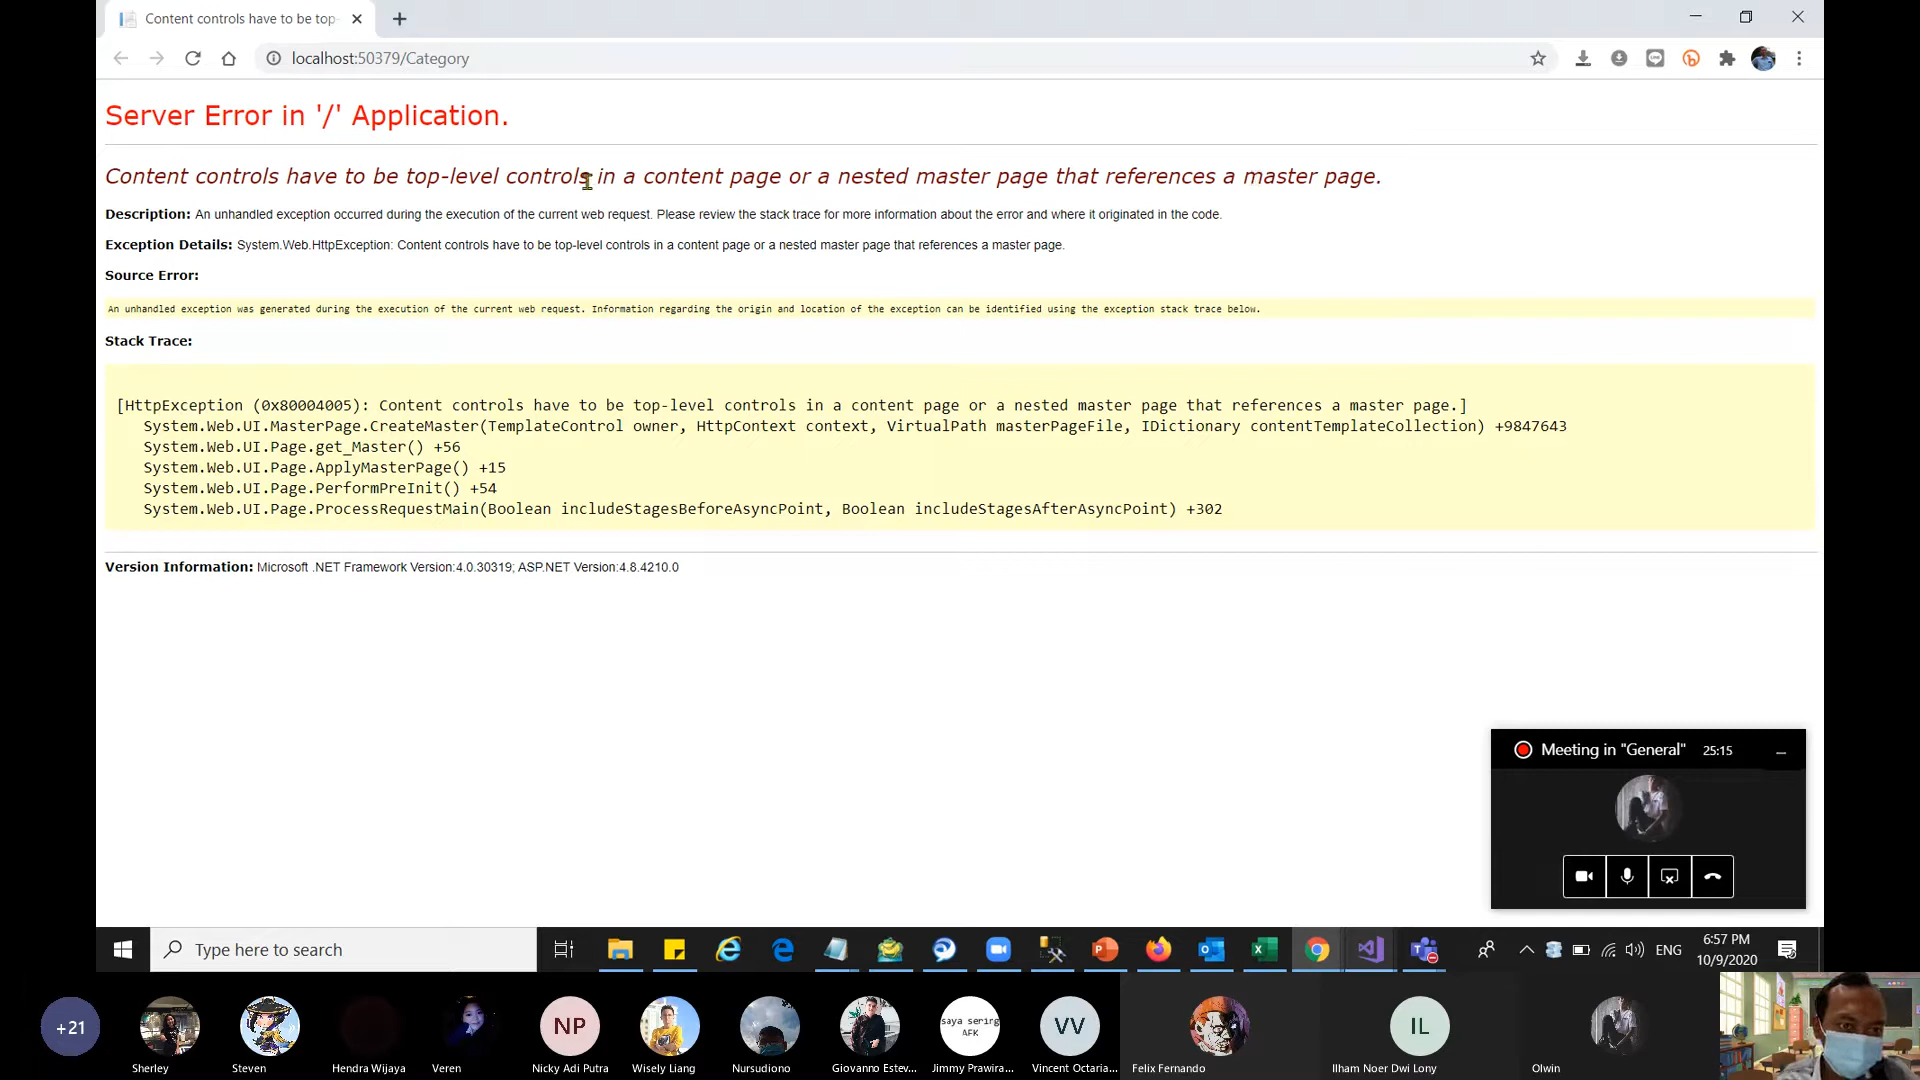 Content controls have to be top-
localhost:50379/Category
Server Error in '/' Application.
Content controls have to be top-level controls in a content page or a nested master page that references a master page.
Description: An unhandled exception occurred during the execution of the current web request. Please review the stack trace for more information about the error and where it originated in the code.
Exception Details: System.Web.HttpException: Content controls have to be top-level controls in a content page or a nested master page that references a master page.
Source Error:
An unhandled exception was generated during the execution of the current web request. Information regarding the origin and location of the exception can be identified using the exception stack trace below.
Stack Trace:
[HttpException (0x80004005): Content controls have to be top-level controls in a content page or a nested master page that references a master page.]
System.Web.UI.MasterPage.CreateMaster(TemplateControl owner, HttpContext context, VirtualPath masterPageFile, IDictionary contentTemplateCollection) +9847643
System.Web.UI.Page.get_Master() +56
System.Web.UI.Page.ApplyMasterPage() +15
System.Web.UI.Page.PerformPreInit() +54
System.Web.UI.Page.ProcessRequestMain(Boolean includeStagesBeforeAsyncPoint, Boolean includeStagesAfterAsyncPoint) +302
Version Information: Microsoft .NET Framework Version:4.0.30319; ASP.NET Version:4.8.4210.0
Meeting in "General" 25:15
Type here to search
ENG
6:57 PM
10/9/2020
+21
NP
saya sering
AFK
VV
IL
Sherley
Steven
Hendra Wijaya
Veren
Nicky Adi Putra
Wisely Liang
Nursudiono
Giovanno Estev...
Jimmy Prawira...
Vincent Octaria...
Felix Fernando
Ilham Noer Dwi Lony
Olwin